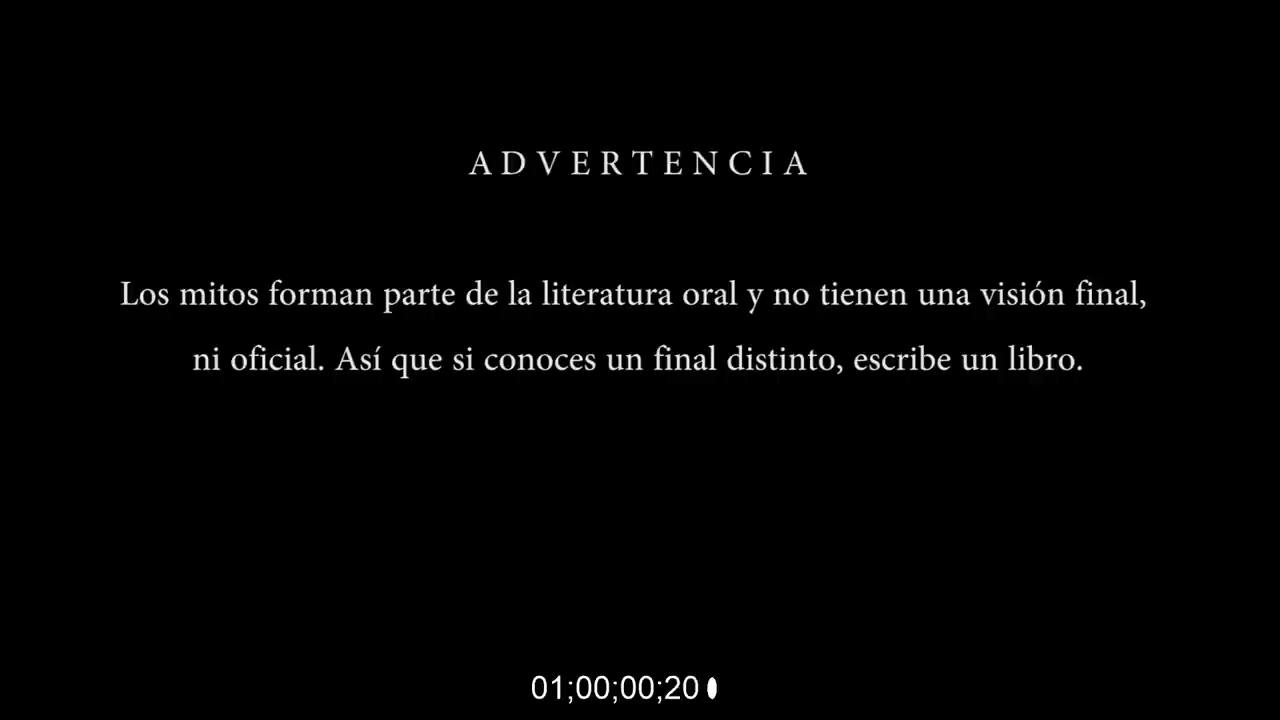 ADVERTENCIA
Los mitos forman parte de la literatura oral y no tienen una visión final,
ni oficial. Así que si conoces un final distinto, escribe un libro.
01;00;00;20